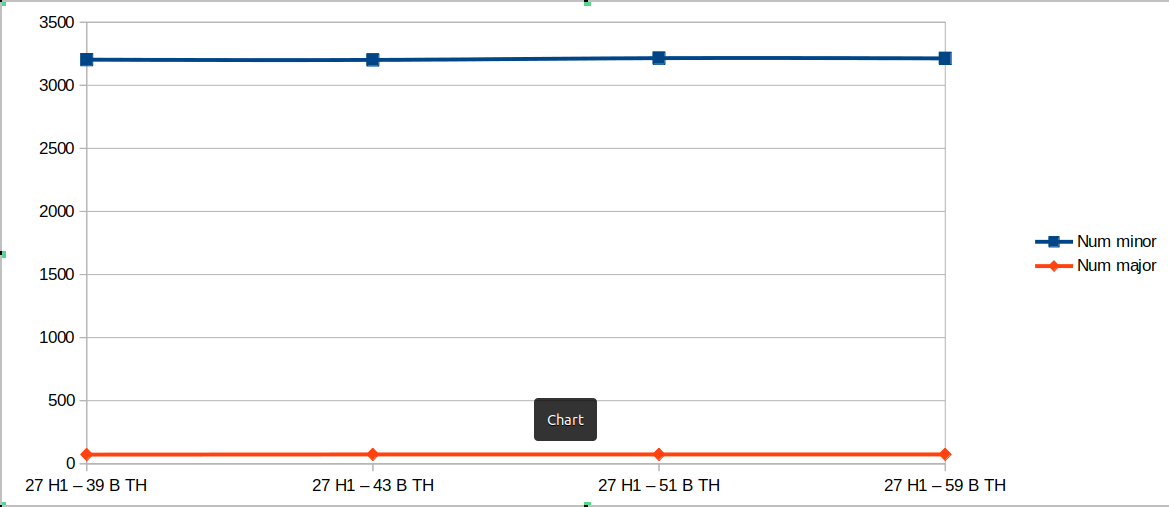 3500
3000
2500
2000
1500
1000
500
0
Num minor
Num major
Chart
27 H1 – 39 B TH
27 H1 – 43 B TH
27 H1 – 51 B TH
27 H1 – 59 B TH